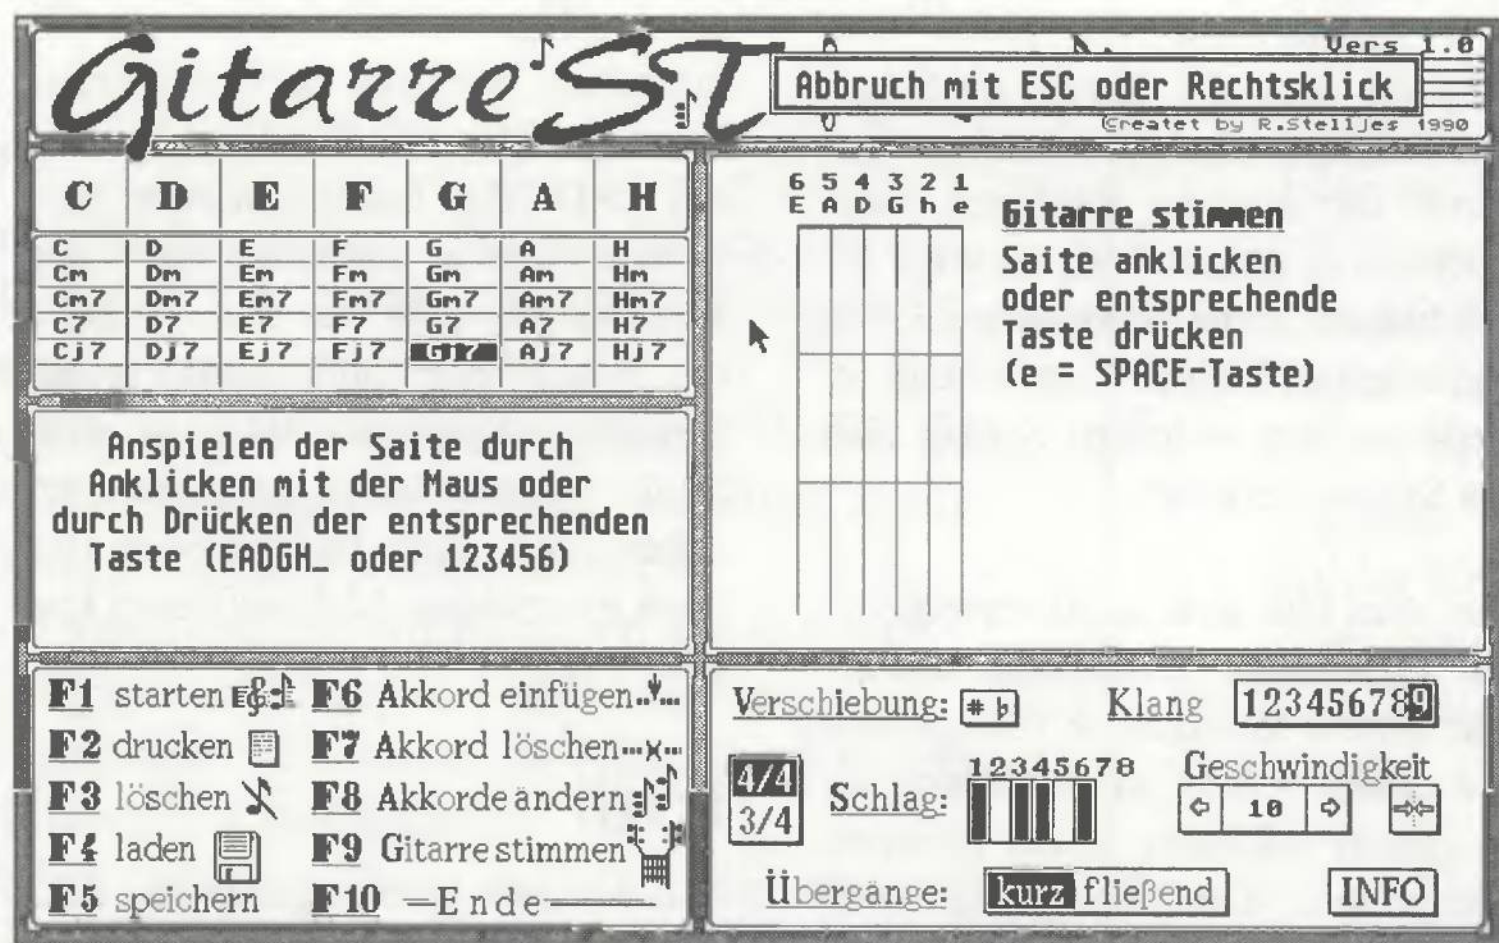 Gitarre ST
Vers 1.0
Abbruch mit ESC oder Rechtsklick
Createt by R.Stelljes 1990
C D E F G A H
C D E F G A H
Cm Dm Em Fm Gm Am Hm
Cm7 Dm7 Em7 Fm7 Gm7 Am7 Hm7
C7 D7 E7 F7 G7 A7 H7
Cj7 Dj7 Ej7 Fj7 Gj7 Aj7 Hj7
6 5 4 3 2 1
E A D G h e
Gitarre stimmen
Saite anklicken
oder entsprechende
Taste drücken
(e = SPACE-Taste)
Anspielen der Saite durch
Anklicken mit der Maus oder
durch Drücken der entsprechenden
Taste (EADGH_ oder 123456)
F1 starten
F2 drucken
F3 löschen
F4 laden
F5 speichern
F6 Akkord einfügen
F7 Akkord löschen
F8 Akkorde ändern
F9 Gitarre stimmen
F10 —Ende—
Verschiebung: # b
Klang 123456789
4/4
3/4
Schlag:
12345678
Geschwindigkeit
10
Übergänge: kurz fließend
INFO